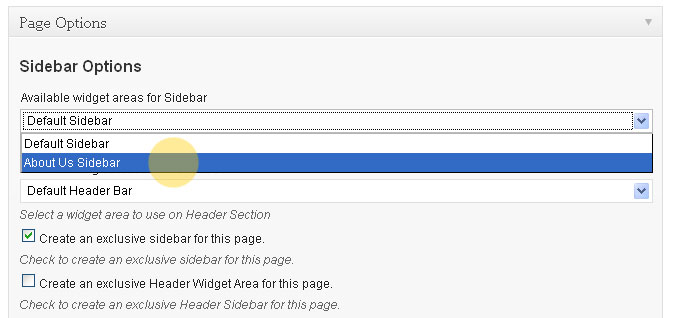 Page Options
Sidebar Options
Available widget areas for Sidebar
Default Sidebar
Default Sidebar
About Us Sidebar
Default Header Bar
Select a widget area to use on Header Section
Create an exclusive sidebar for this page.
Check to create an exclusive sidebar for this page.
Create an exclusive Header Widget Area for this page.
Check to create an exclusive Header Sidebar for this page.